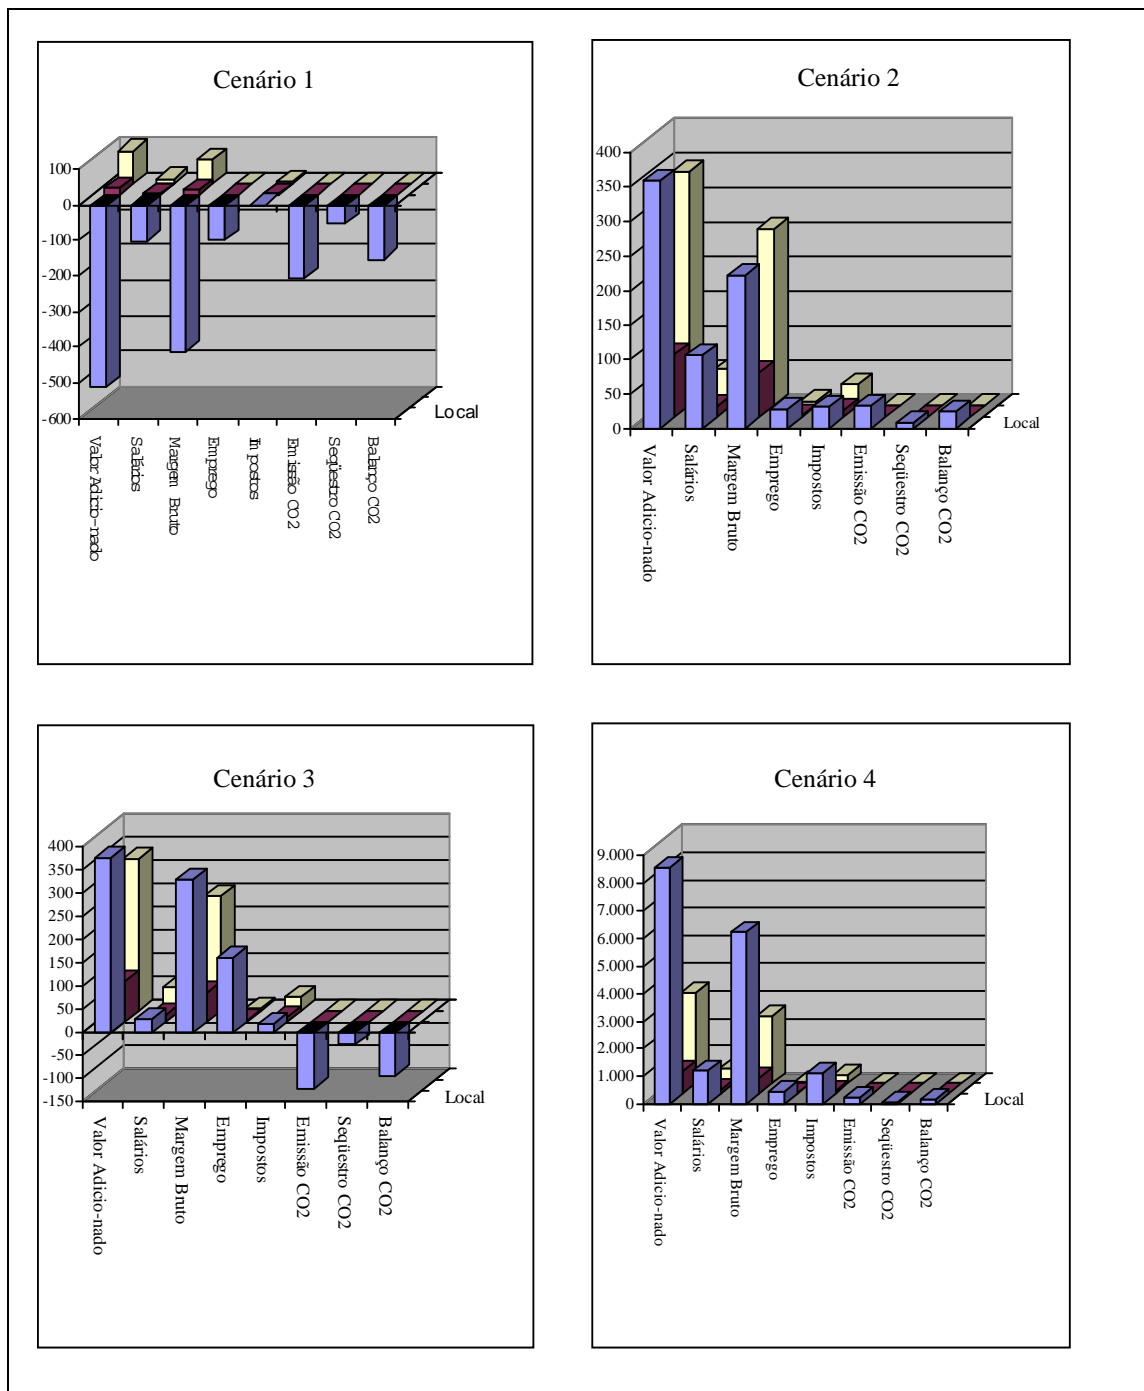 Cenário 1
100
0
-100
-200
-300
-400
-500
-600
Local
Valor Adicio-nado
Salários
Margem Bruto
Emprego
Impostos
Emissão CO2
Seqüestro CO2
Balanço CO2
Cenário 2
400
350
300
250
200
150
100
50
0
Local
Valor Adicio-nado
Salários
Margem Bruto
Emprego
Impostos
Emissão CO2
Seqüestro CO2
Balanço CO2
Cenário 3
400
350
300
250
200
150
100
50
0
-50
-100
-150
Local
Valor Adicio-nado
Salários
Margem Bruto
Emprego
Impostos
Emissão CO2
Seqüestro CO2
Balanço CO2
Cenário 4
9.000
8.000
7.000
6.000
5.000
4.000
3.000
2.000
1.000
0
Local
Valor Adicio-nado
Salários
Margem Bruto
Emprego
Impostos
Emissão CO2
Seqüestro CO2
Balanço CO2